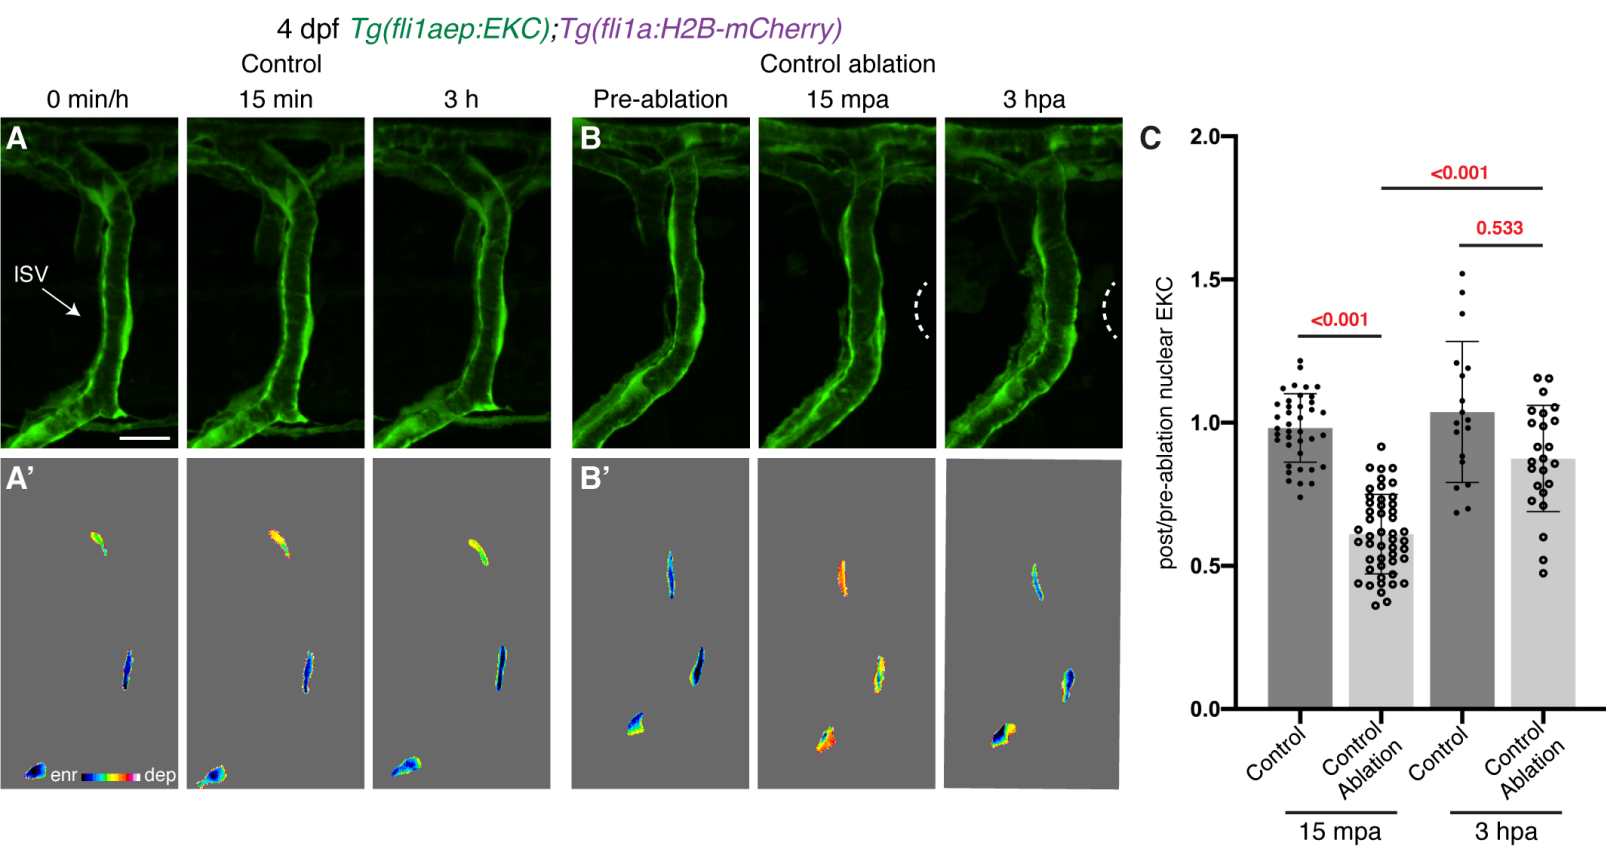 4 dpf Tg(fli1aep:EKC);Tg(fli1a:H2B-mCherry)
Control
Control ablation
0 min/h
15 min
3 h
Pre-ablation
15 mpa
3 hpa
A
B
C
ISV
A’
B’
enr
dep
post/pre-ablation nuclear EKC
2.0
1.5
1.0
0.5
0.0
<0.001
0.533
<0.001
Control
Control
Ablation
Control
Control
Ablation
15 mpa
3 hpa